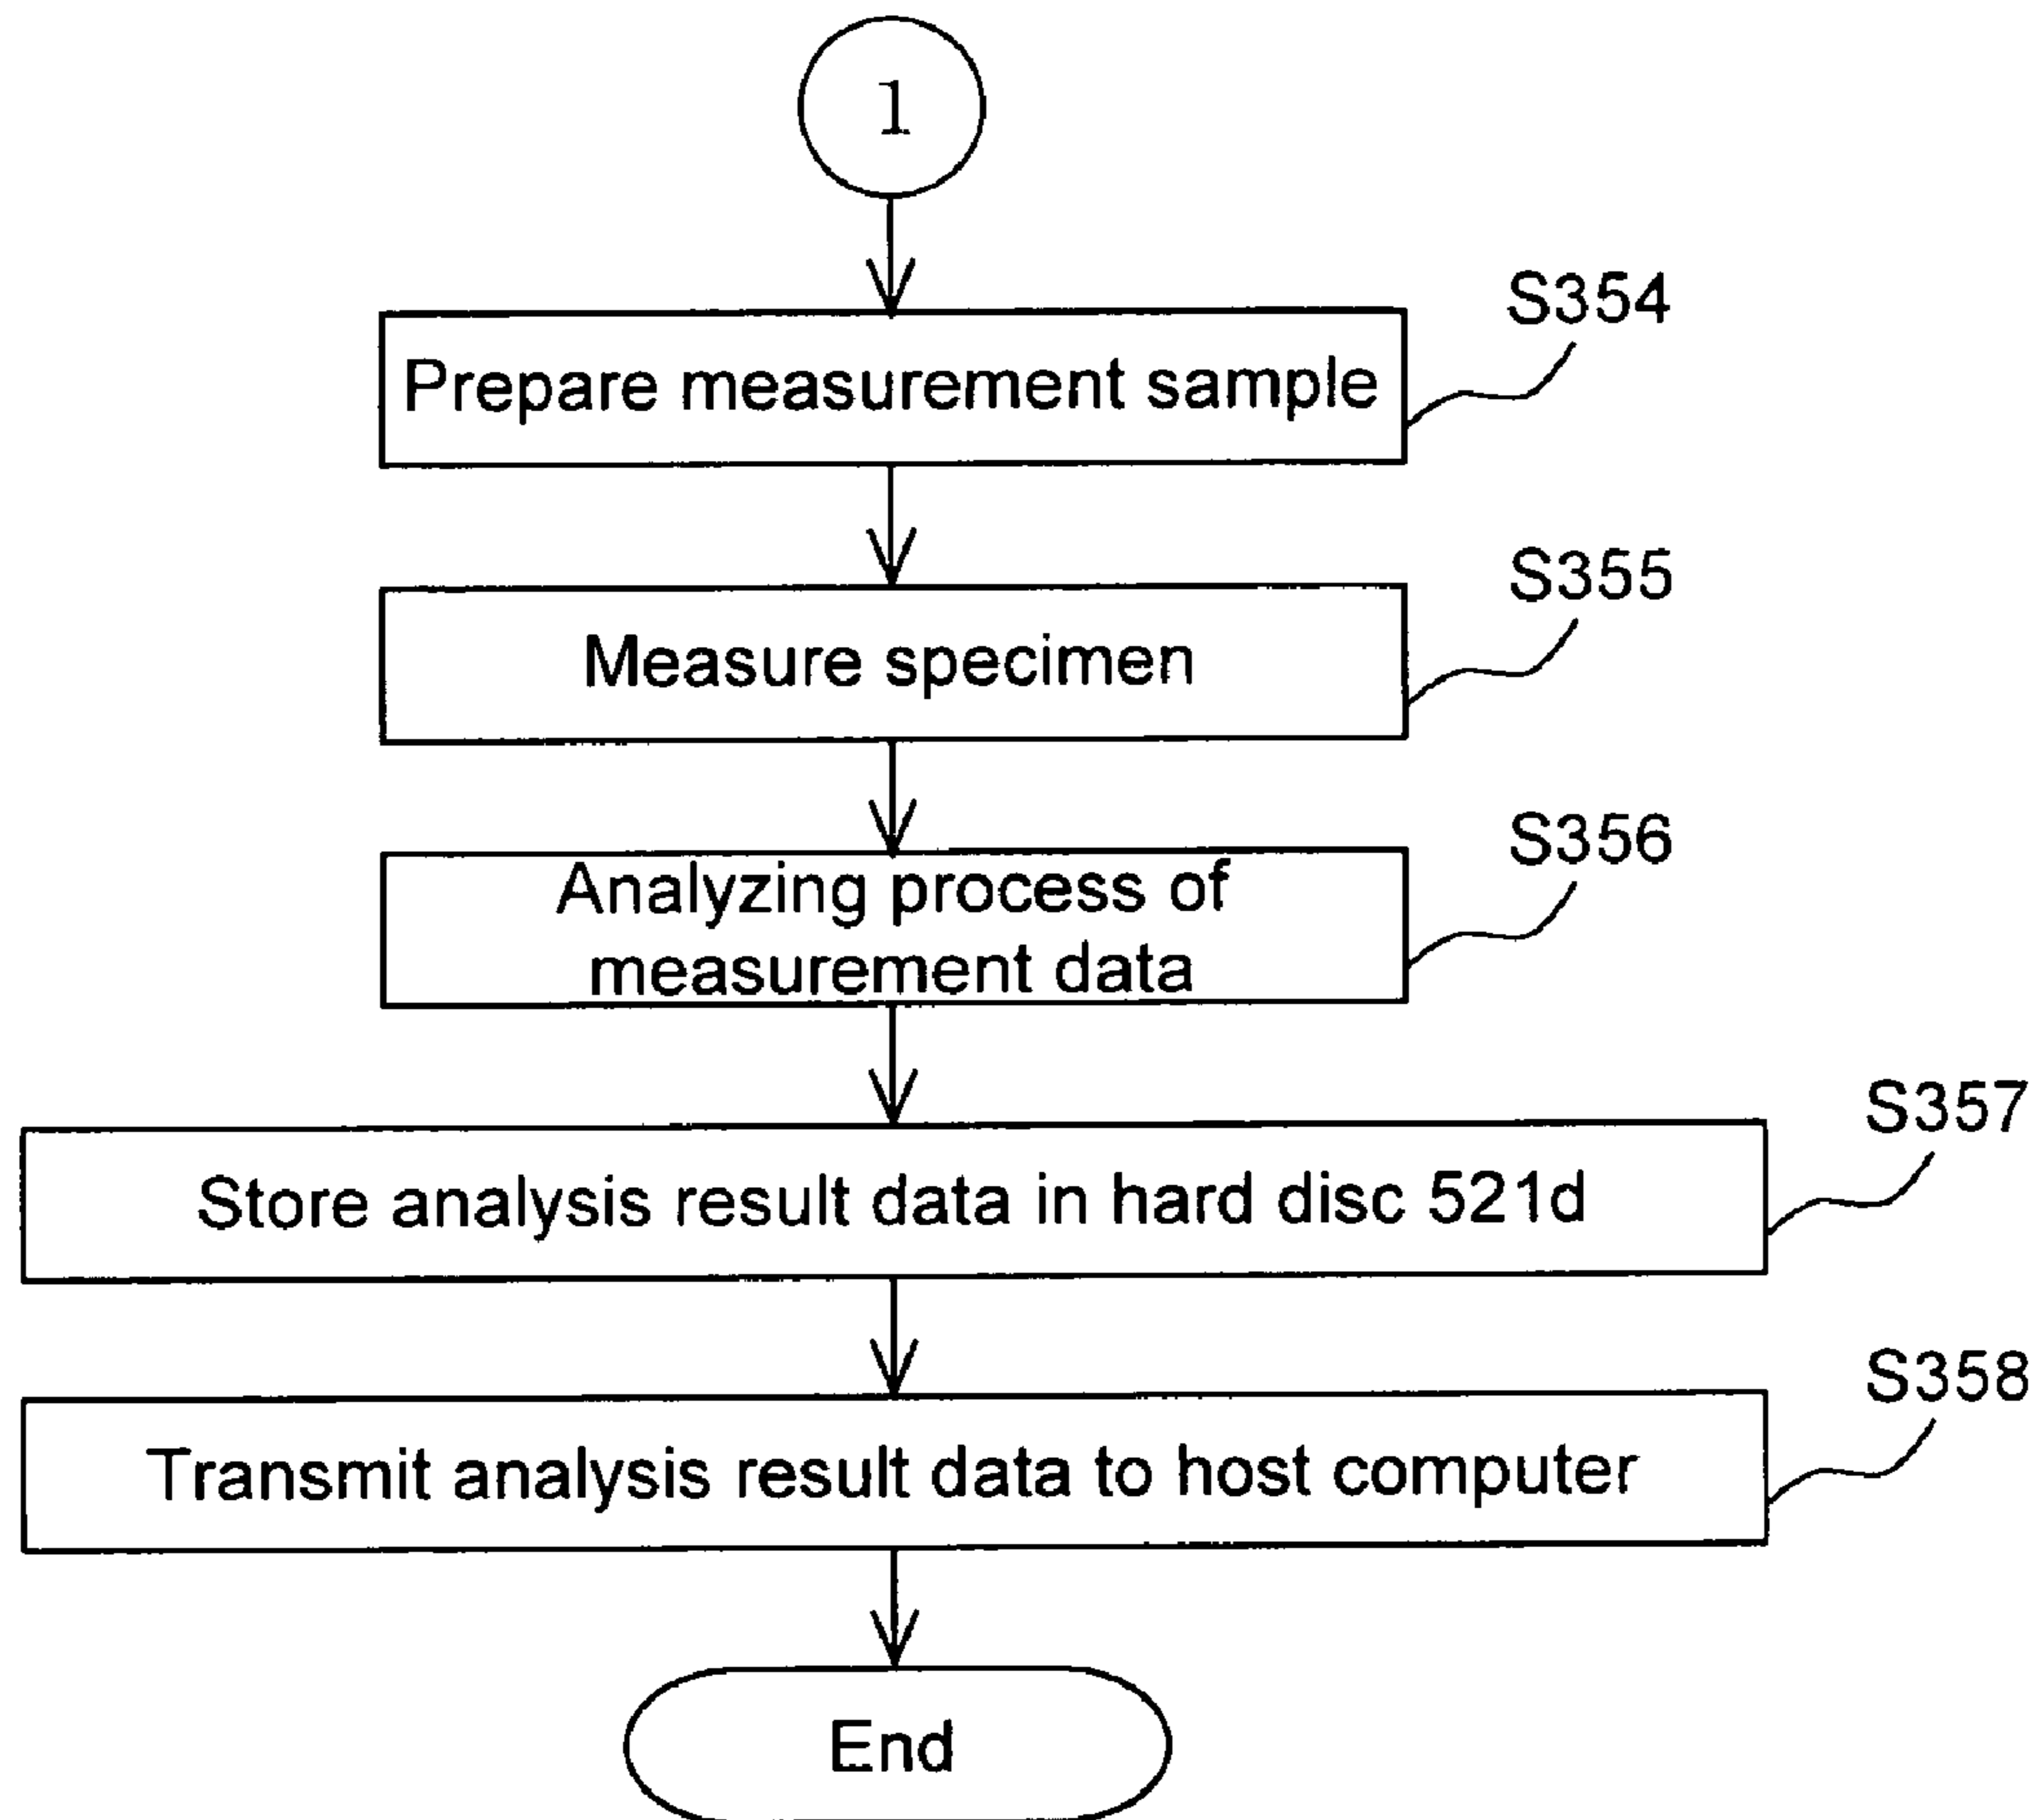 1
S354
Prepare measurement sample
S355
Measure specimen
S356
Analyzing process of
measurement data
S357
Store analysis result data in hard disc 521d
S358
Transmit analysis result data to host computer
End